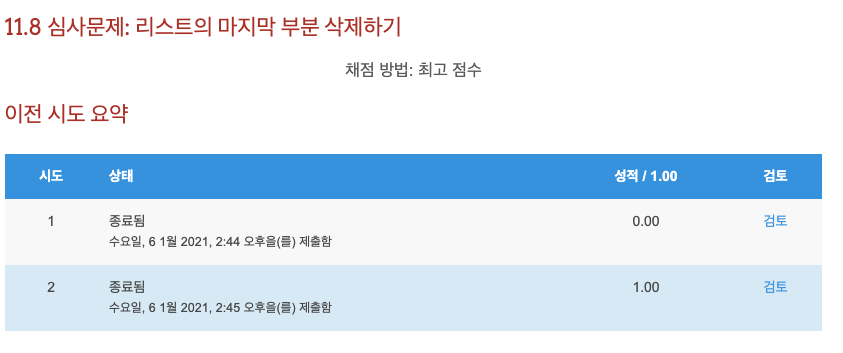 11.8 심사문제: 리스트의 마지막 부분 삭제하기
채점 방법: 최고 점수
이전 시도 요약
시도 상태 성적 / 1.00 검토
1 종료됨 0.00 검토
수요일, 6 1월 2021, 2:44 오후을(를) 제출함
2 종료됨 1.00 검토
수요일, 6 1월 2021, 2:45 오후을(를) 제출함